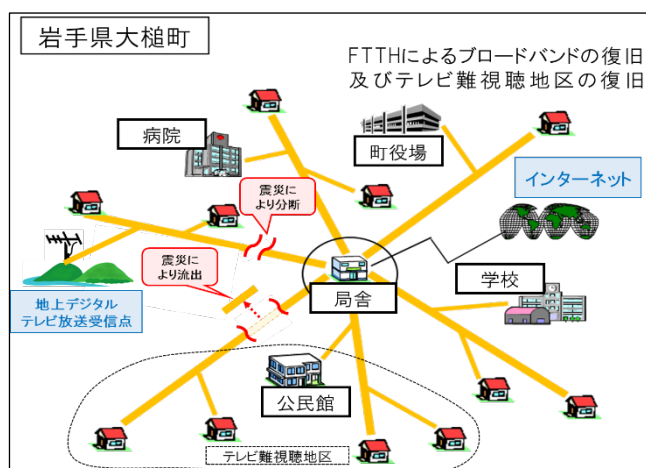 岩手県大槌町
FTTHによるブロードバンドの復旧
及びテレビ難視聴地区の復旧
病院
町役場
インターネット
震災に
より分断
震災に
より流出
局舎
学校
地上デジタル
テレビ放送受信点
公民館
テレビ難視聴地区